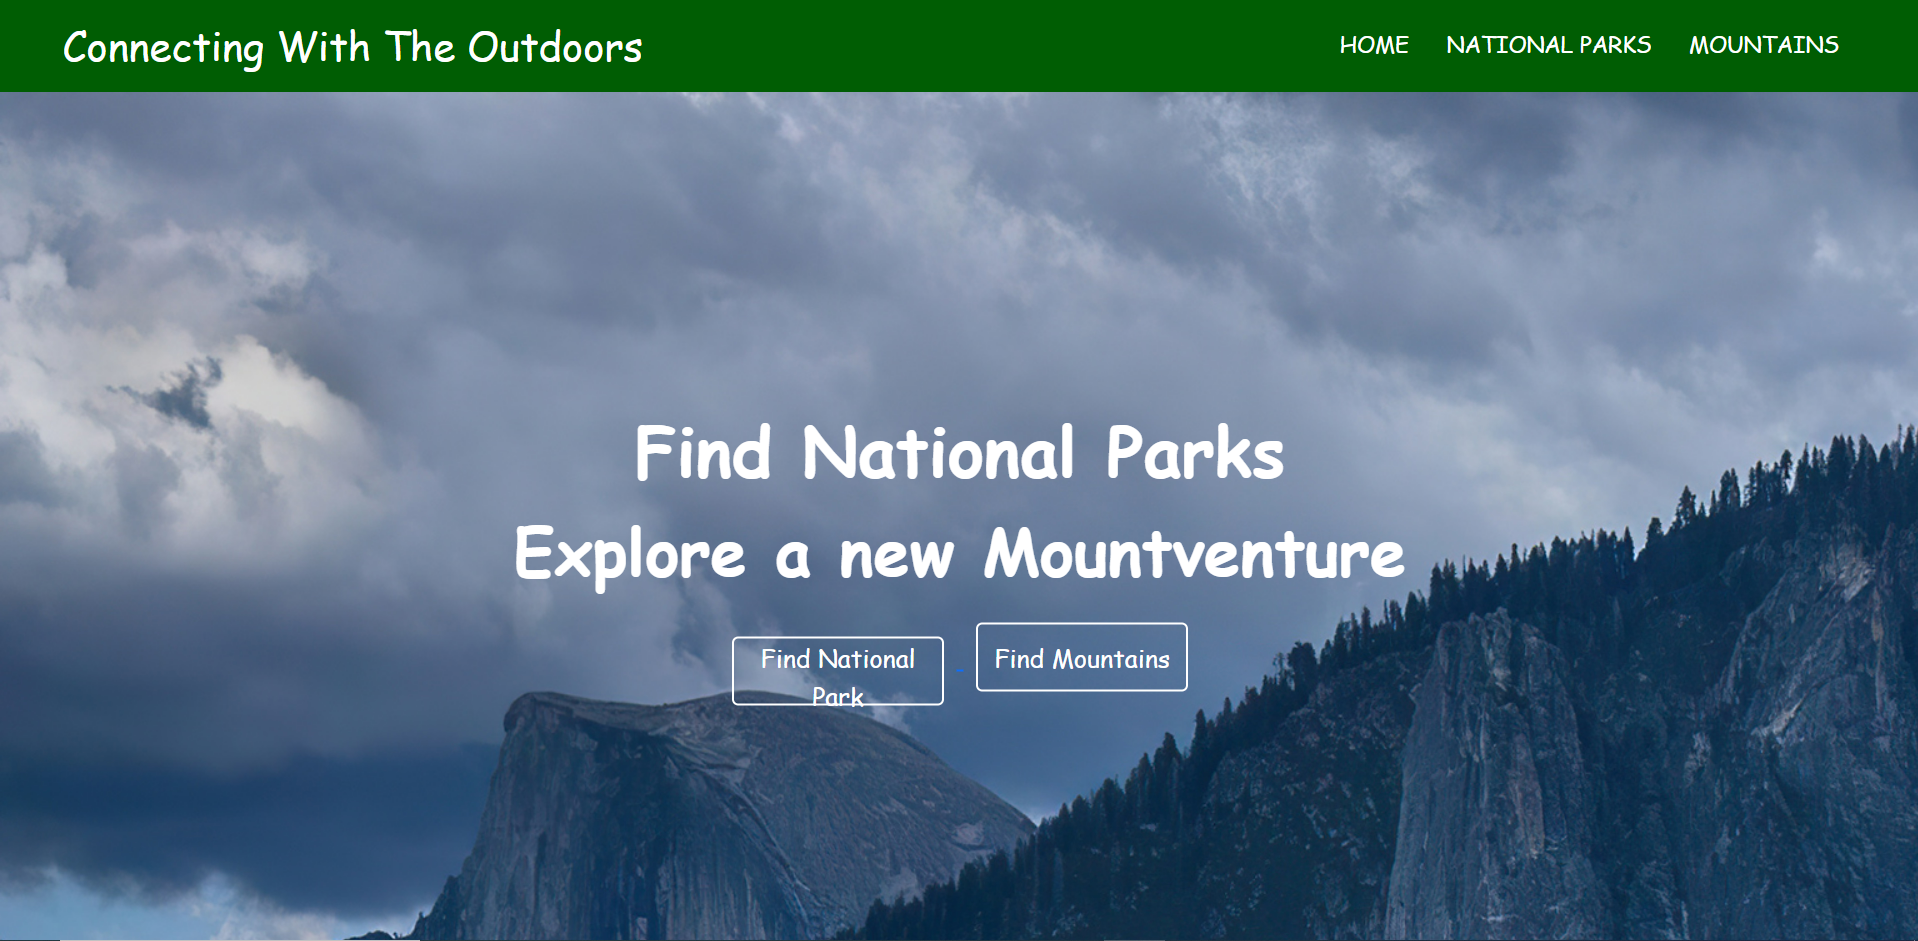 Connecting With The Outdoors
HOME NATIONAL PARKS MOUNTAINS
Find National Parks
Explore a new Mountventure
Find National
Park
Find Mountains